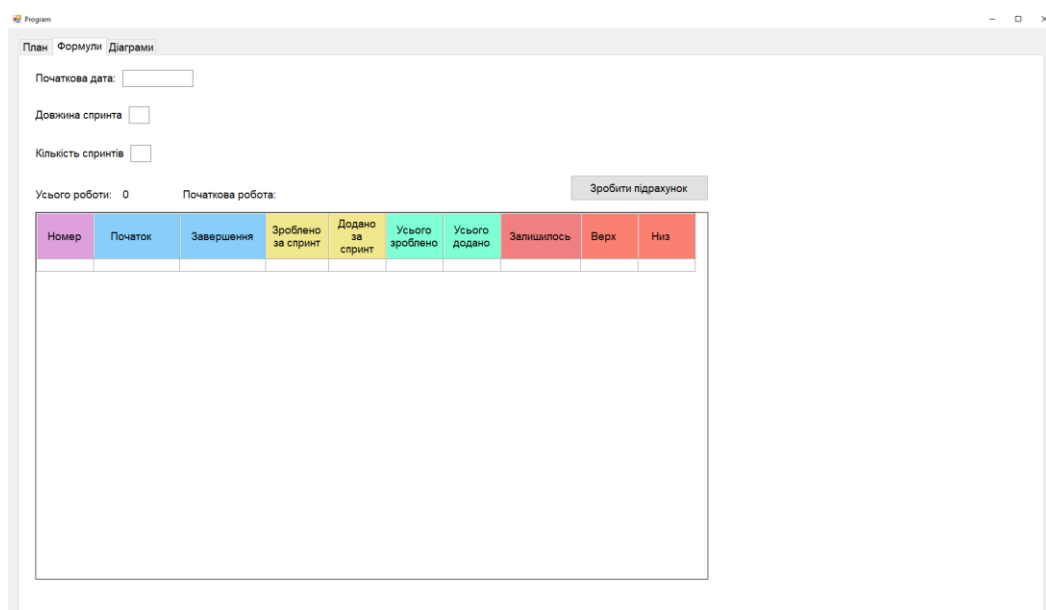 Program
План Формули Діаграми
Початкова дата:
Довжина спринта
Кількість спринтів
Усього роботи: 0 Початкова робота: Зробити підрахунок
Номер Початок Завершення Зроблено за спринт Додано за спринт Усього зроблено Усього додано Залишилось Верх Низ